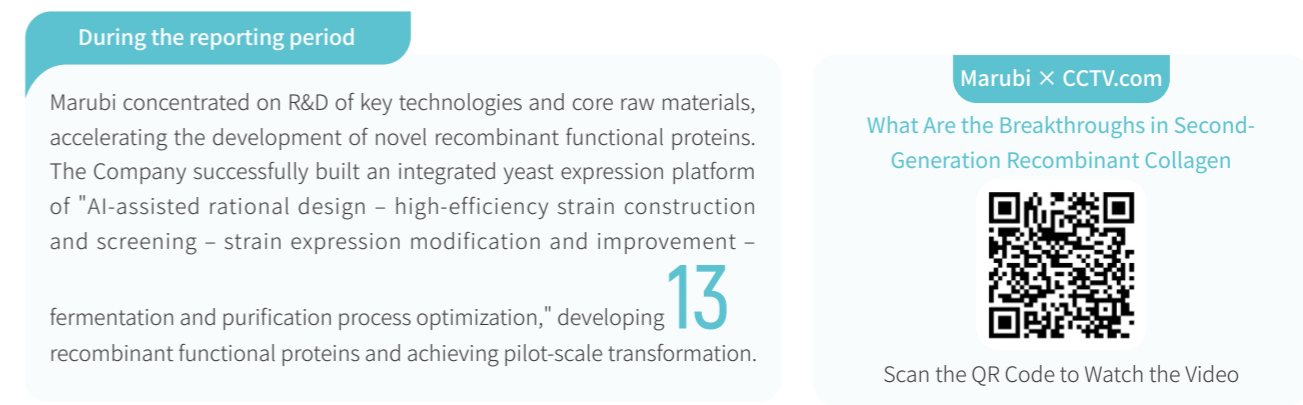 During the reporting period
Marubi concentrated on R&D of key technologies and core raw materials,
accelerating the development of novel recombinant functional proteins.
The Company successfully built an integrated yeast expression platform
of "AI-assisted rational design – high-efficiency strain construction
and screening – strain expression modification and improvement –
fermentation and purification process optimization," developing 13
recombinant functional proteins and achieving pilot-scale transformation.
Marubi × CCTV.com
What Are the Breakthroughs in Second-
Generation Recombinant Collagen
Scan the QR Code to Watch the Video